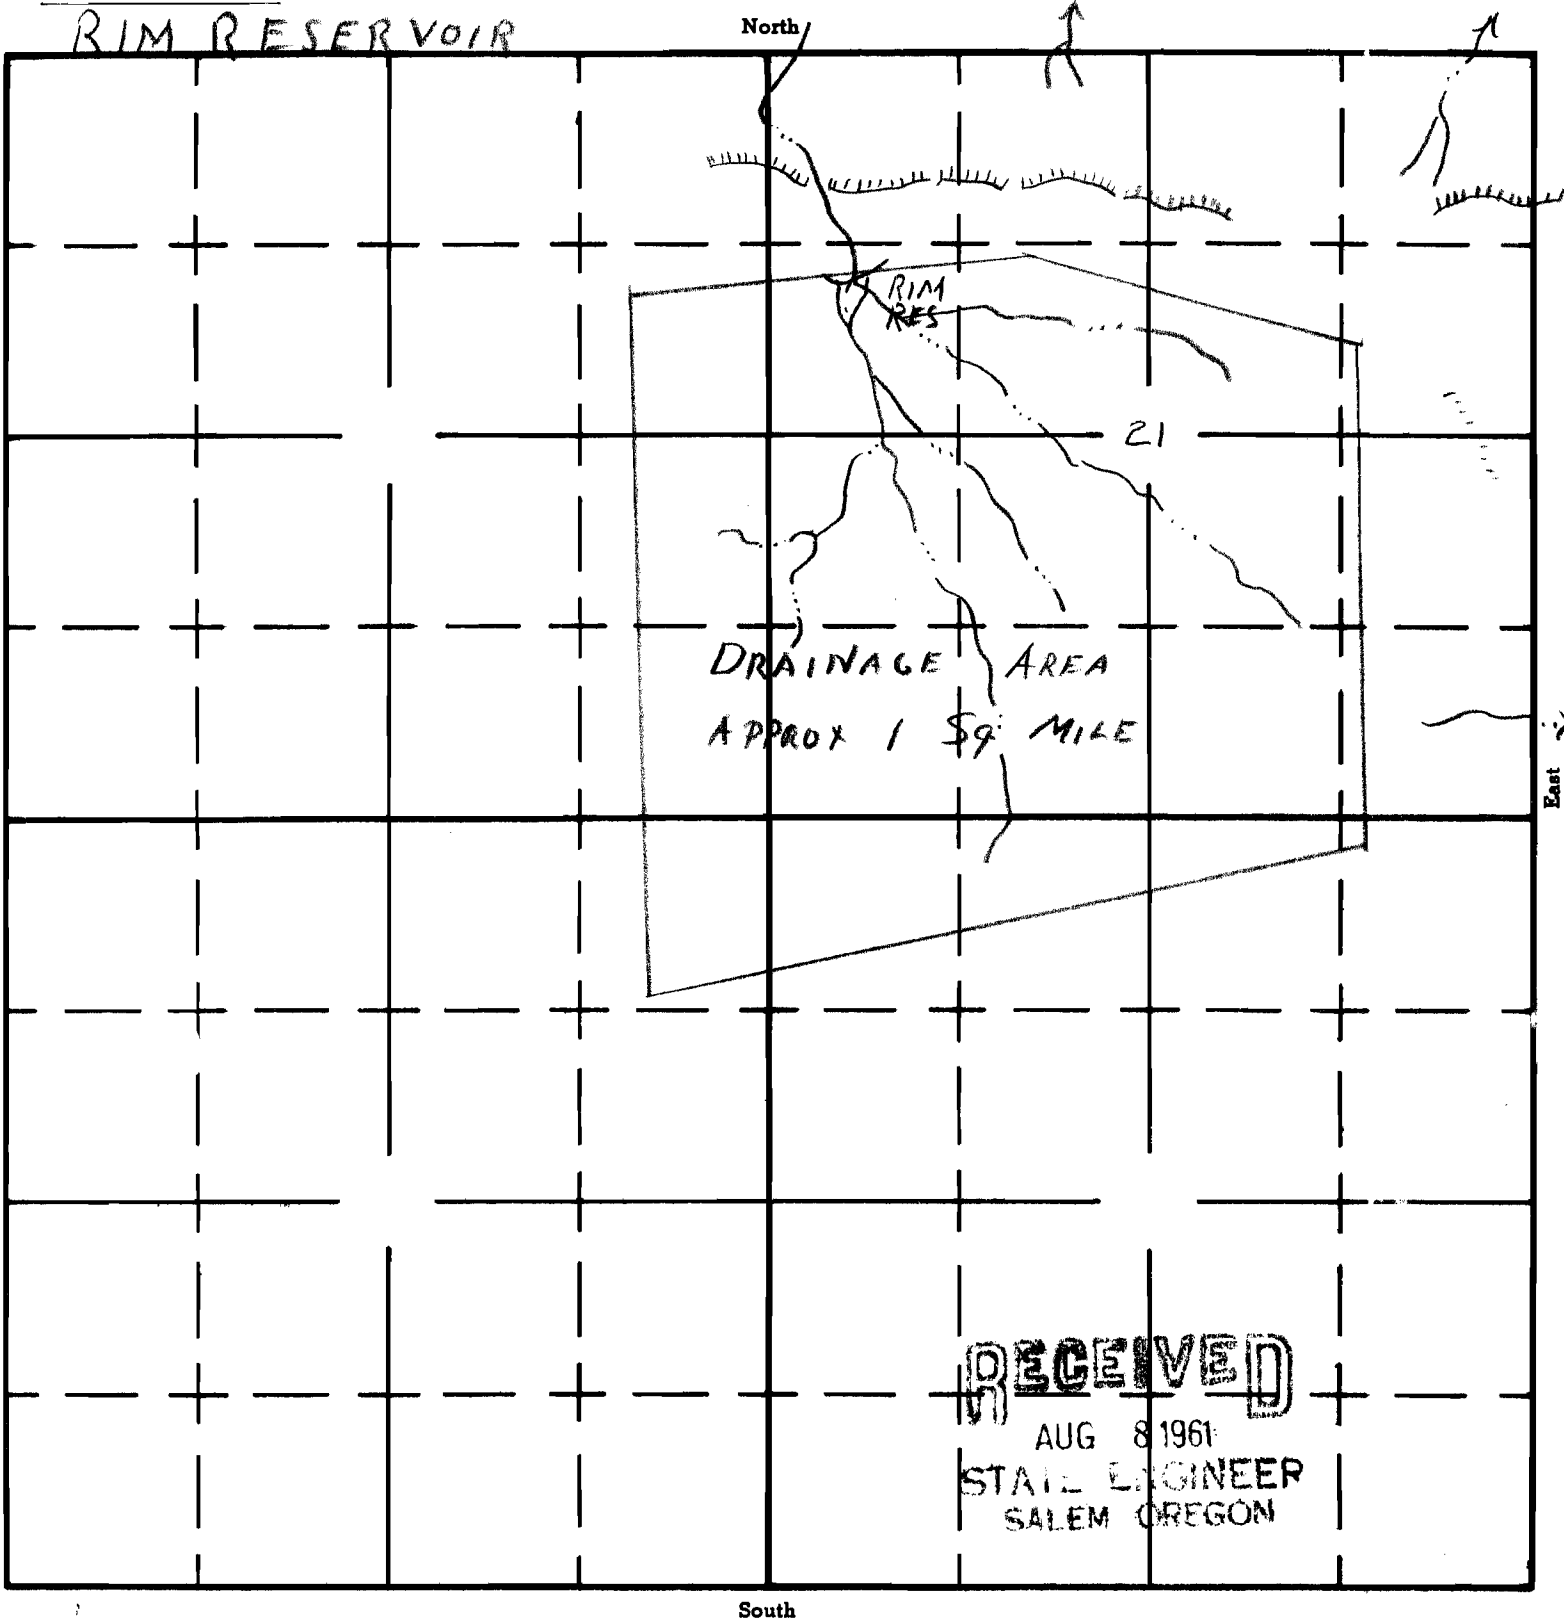 RIM RESERVOIR
North
RIM
RES
21
DRAINAGE AREA
APPROX 1 Sq. MILE
East
RECEIVED
AUG 8 1961
STATE ENGINEER
SALEM OREGON
South